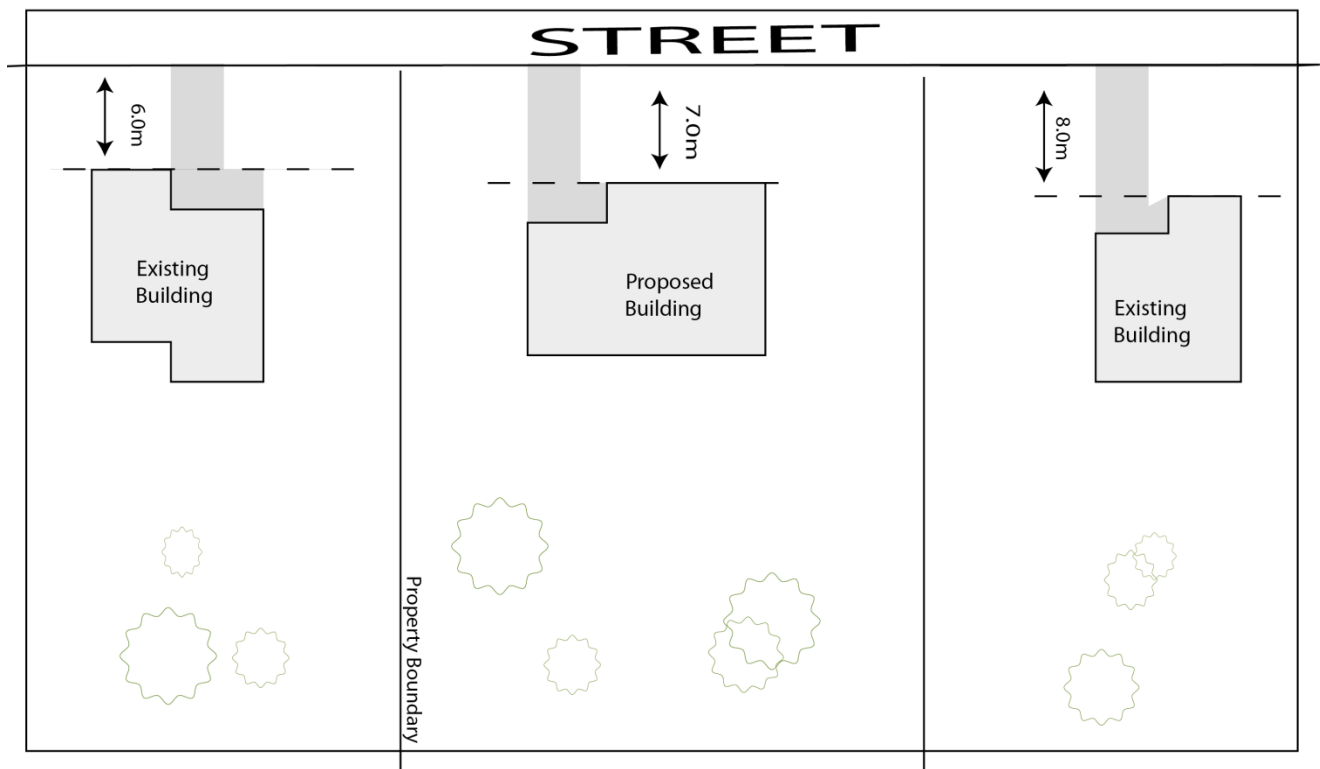 STREET
6.0m
7.0m
8.0m
Existing
Building
Proposed
Building
Existing
Building
Property Boundary